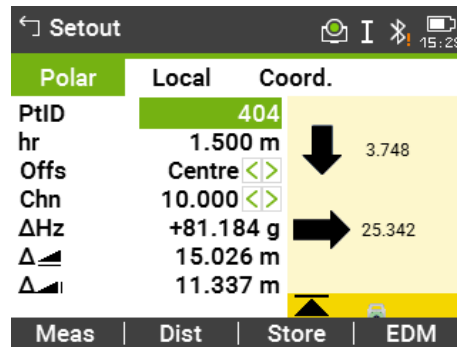 Setout
I
15:29
Polar Local Coord.
PtID 404
hr 1.500 m
Offs Centre
Chn 10.000
ΔHz +81.184 g
Δ 15.026 m
Δ 11.337 m
3.748
25.342
Meas | Dist | Store | EDM